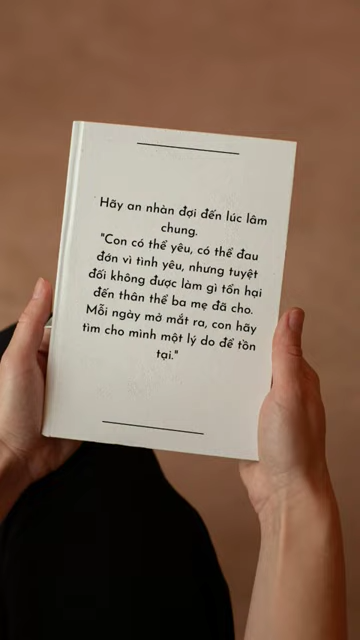 Hãy an nhàn đợi đến lúc lâm
chung.
"Con có thể yêu, có thể đau
đớn vì tình yêu, nhưng tuyệt
đối không được làm gì tổn hại
đến thân thể ba mẹ đã cho.
Mỗi ngày mở mắt ra, con hãy
tìm cho mình một lý do để tồn
tại."